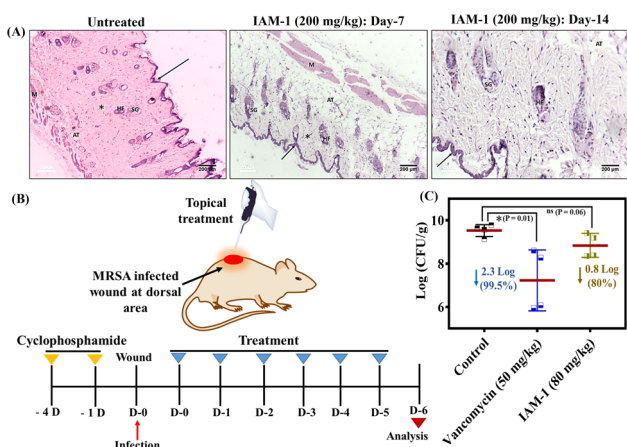 (A)
Untreated
IAM-1 (200 mg/kg): Day-7
IAM-1 (200 mg/kg): Day-14
M
AT
*
HF
SG
200 µm
M
AT
SG
*
HF
200 µm
AT
SG
HF
200 µm
(B)
Topical
treatment
MRSA infected
wound at dorsal
area
Cyclophosphamide
Wound
Treatment
- 4 D
- 1 D
D-0
D-0
D-1
D-2
D-3
D-4
D-5
D-6
Infection
Analysis
(C)
Log (CFU/g)
10
8
6
ns (P = 0.06)
* (P = 0.01)
2.3 Log
(99.5%)
0.8 Log
(80%)
Control
Vancomycin (50 mg/kg)
IAM-1 (80 mg/kg)